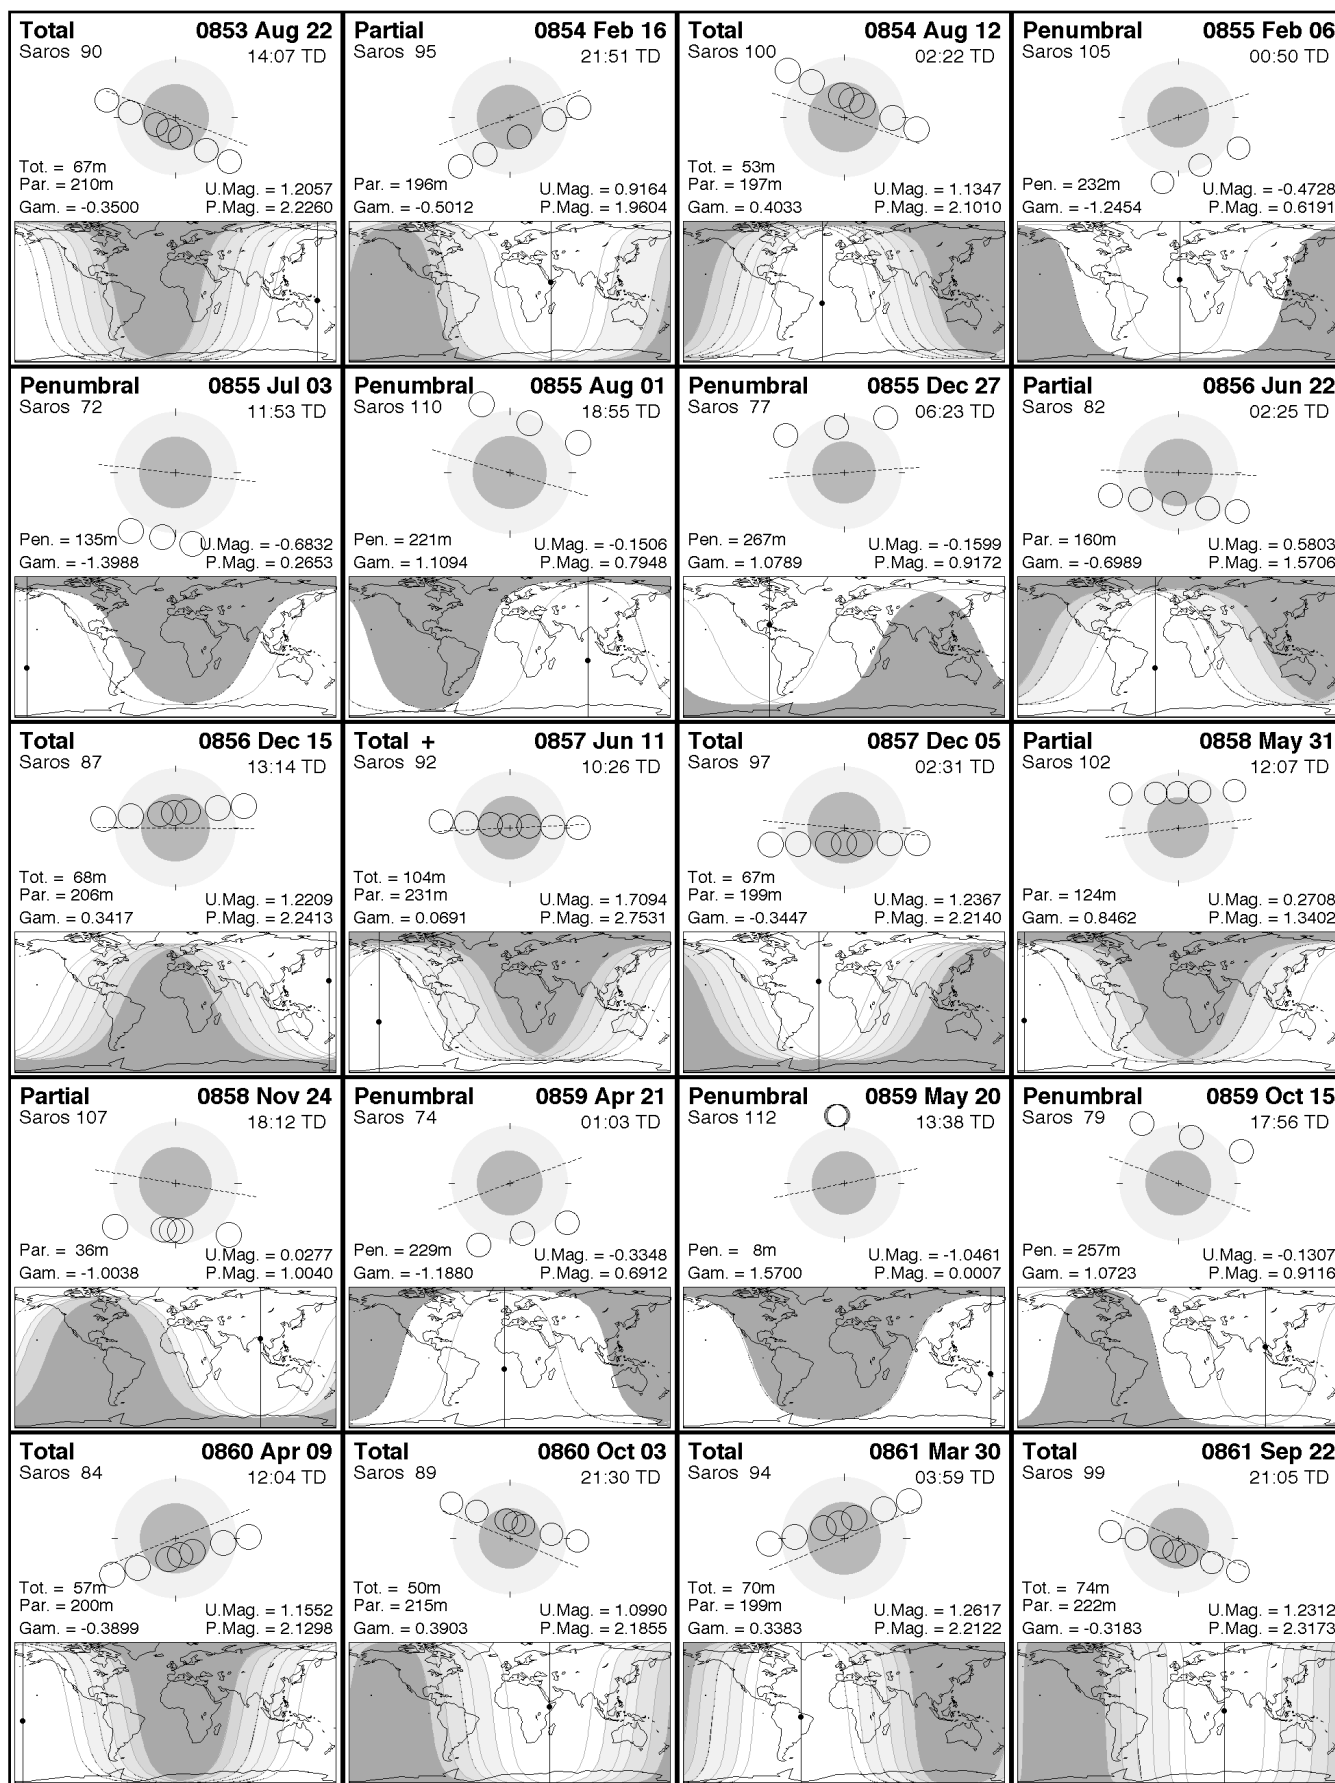 Total 0853 Aug 22
Saros 90 14:07 TD
Tot. = 67m
Par. = 210m U.Mag. = 1.2057
Gam. = -0.3500 P.Mag. = 2.2260
Partial 0854 Feb 16
Saros 95 21:51 TD
Par. = 196m U.Mag. = 0.9164
Gam. = -0.5012 P.Mag. = 1.9604
Total 0854 Aug 12
Saros 100 02:22 TD
Tot. = 53m
Par. = 197m U.Mag. = 1.1347
Gam. = 0.4033 P.Mag. = 2.1010
Penumbral 0855 Feb 06
Saros 105 00:50 TD
Pen. = 232m U.Mag. = -0.4728
Gam. = -1.2454 P.Mag. = 0.6191
Penumbral 0855 Jul 03
Saros 72 11:53 TD
Pen. = 135m U.Mag. = -0.6832
Gam. = -1.3988 P.Mag. = 0.2653
Penumbral 0855 Aug 01
Saros 110 18:55 TD
Pen. = 221m U.Mag. = -0.1506
Gam. = 1.1094 P.Mag. = 0.7948
Penumbral 0855 Dec 27
Saros 77 06:23 TD
Pen. = 267m U.Mag. = -0.1599
Gam. = 1.0789 P.Mag. = 0.9172
Partial 0856 Jun 22
Saros 82 02:25 TD
Par. = 160m U.Mag. = 0.5803
Gam. = -0.6989 P.Mag. = 1.5706
Total 0856 Dec 15
Saros 87 13:14 TD
Tot. = 68m
Par. = 206m U.Mag. = 1.2209
Gam. = 0.3417 P.Mag. = 2.2413
Total + 0857 Jun 11
Saros 92 10:26 TD
Tot. = 104m
Par. = 231m U.Mag. = 1.7094
Gam. = 0.0691 P.Mag. = 2.7531
Total 0857 Dec 05
Saros 97 02:31 TD
Tot. = 67m
Par. = 199m U.Mag. = 1.2367
Gam. = -0.3447 P.Mag. = 2.2140
Partial 0858 May 31
Saros 102 12:07 TD
Par. = 124m U.Mag. = 0.2708
Gam. = 0.8462 P.Mag. = 1.3402
Partial 0858 Nov 24
Saros 107 18:12 TD
Par. = 36m U.Mag. = 0.0277
Gam. = -1.0038 P.Mag. = 1.0040
Penumbral 0859 Apr 21
Saros 74 01:03 TD
Pen. = 229m U.Mag. = -0.3348
Gam. = -1.1880 P.Mag. = 0.6912
Penumbral 0859 May 20
Saros 112 13:38 TD
Pen. = 8m U.Mag. = -1.0461
Gam. = 1.5700 P.Mag. = 0.0007
Penumbral 0859 Oct 15
Saros 79 17:56 TD
Pen. = 257m U.Mag. = -0.1307
Gam. = 1.0723 P.Mag. = 0.9116
Total 0860 Apr 09
Saros 84 12:04 TD
Tot. = 57m
Par. = 200m U.Mag. = 1.1552
Gam. = -0.3899 P.Mag. = 2.1298
Total 0860 Oct 03
Saros 89 21:30 TD
Tot. = 50m
Par. = 215m U.Mag. = 1.0990
Gam. = 0.3903 P.Mag. = 2.1855
Total 0861 Mar 30
Saros 94 03:59 TD
Tot. = 70m
Par. = 199m U.Mag. = 1.2617
Gam. = 0.3383 P.Mag. = 2.2122
Total 0861 Sep 22
Saros 99 21:05 TD
Tot. = 74m
Par. = 222m U.Mag. = 1.2312
Gam. = -0.3183 P.Mag. = 2.3173